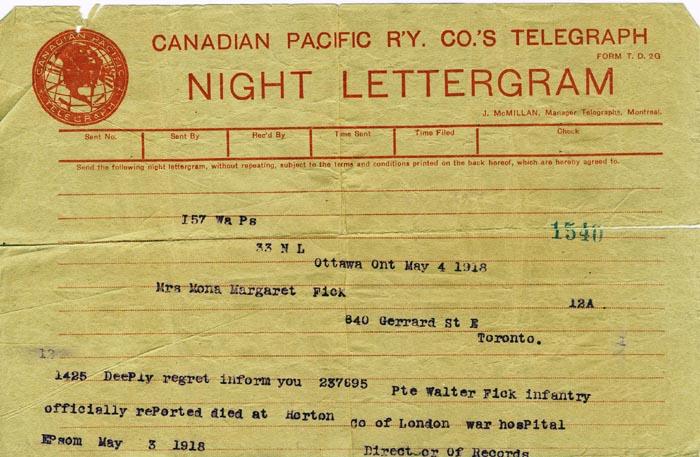 CANADIAN PACIFIC TELEGRAPH
CANADIAN PACIFIC R'Y. CO.'S TELEGRAPH
FORM T. D. 2G
NIGHT LETTERGRAM
J. McMILLAN, Manager Telegraphs, Montreal.
Sent No. Sent By Rec'd By Time Sent Time Filed Check
Send the following night lettergram, without repeating, subject to the terms and conditions printed on the back hereof, which are hereby agreed to.
157 Wa Ps
1540
33 N L
Ottawa Ont May 4 1918
Mrs Mona Margaret Fick
12A
840 Gerrard St E
Toronto.
12
1425 Deeply regret inform you 237695 Pte Walter Fick infantry
officially rePorted died at Horton co of London war hosPital
EPsom May 3 1918
Director Of Records